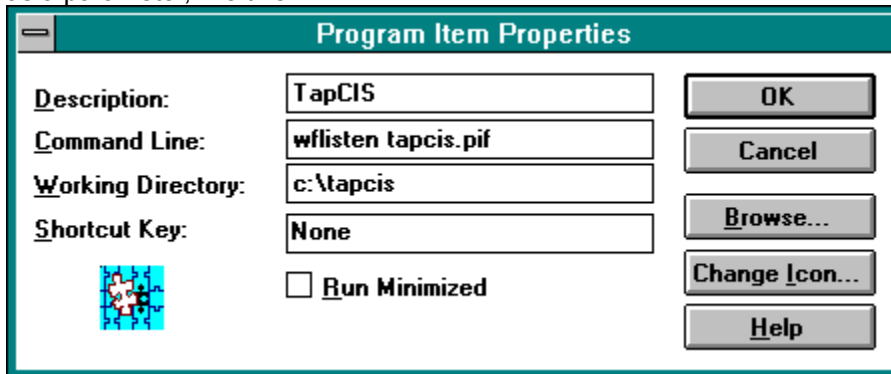 Program Item Properties
Description: TapCIS OK
Command Line: wflisten tapcis.pif Cancel
Working Directory: c:\tapcis
Shortcut Key: None Browse...
Run Minimized Change Icon...
Help